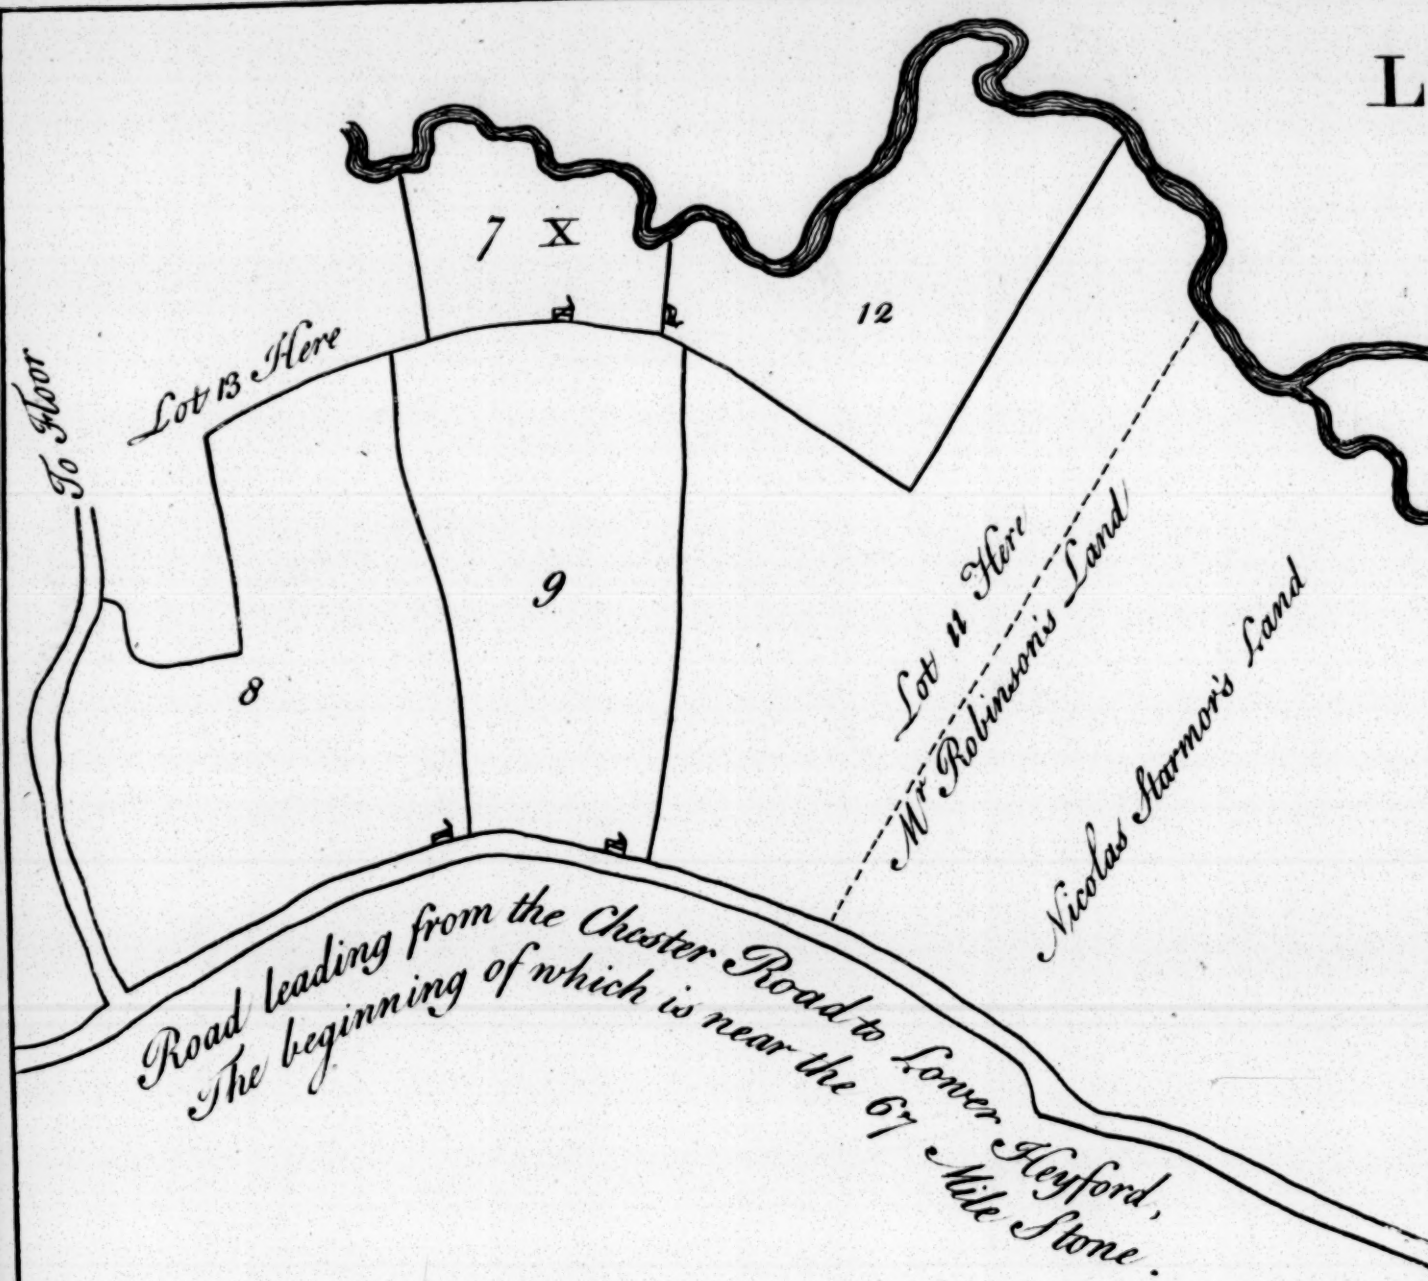 L
7 X
12
Lot 13 Here
To Floor
9
8
Lot 11 Here
Mr Robinson's Land
Nicolas Starmor's Land
Road leading from the Chester Road to Lower Heyford,
The beginning of which is near the 67 Mile Stone.